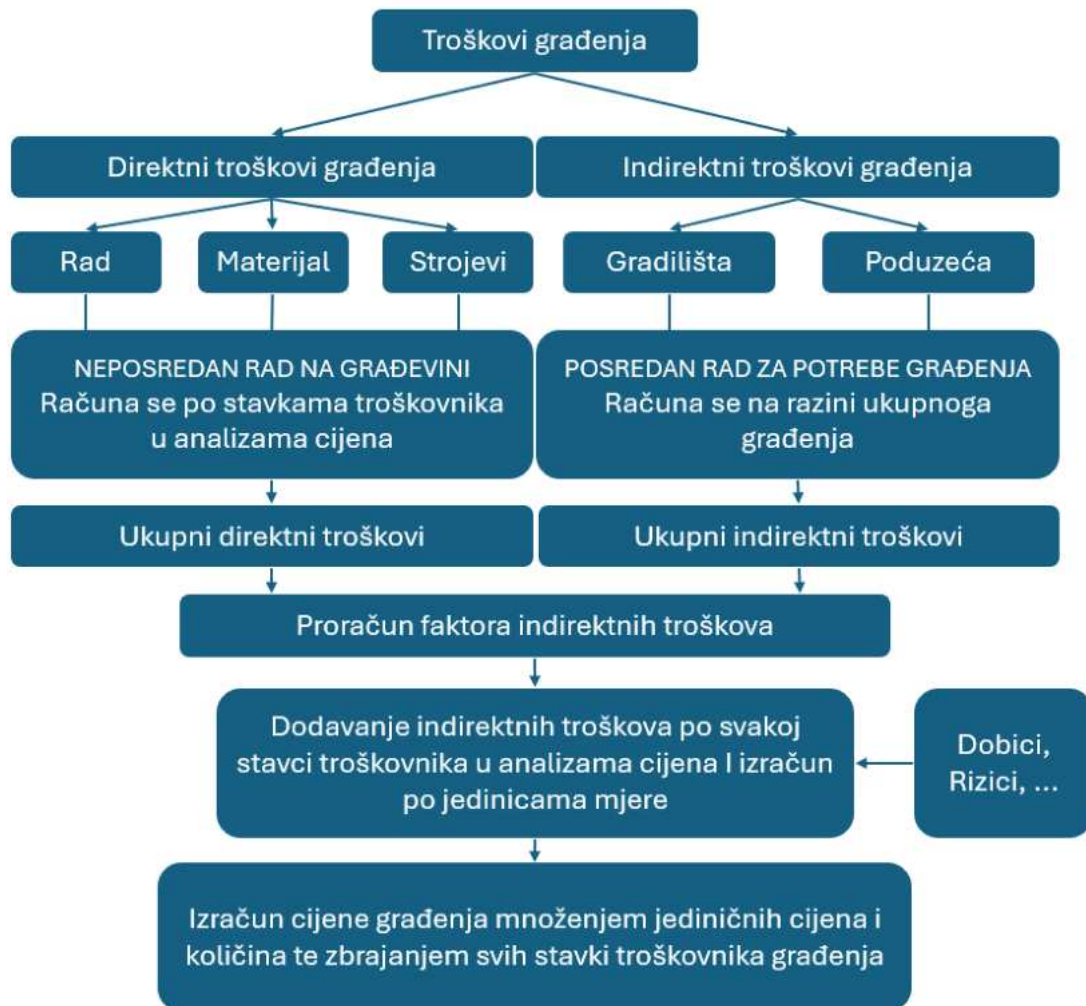 Troškovi građenja
Direktni troškovi građenja
Indirektni troškovi građenja
Rad
Materijal
Strojevi
Gradilišta
Poduzeća
NEPOSREDAN RAD NA GRAĐEVINI
Računa se po stavkama troškovnika
u analizama cijena
POSREDAN RAD ZA POTREBE GRAĐENJA
Računa se na razini ukupnoga
građenja
Ukupni direktni troškovi
Ukupni indirektni troškovi
Proračun faktora indirektnih troškova
Dodavanje indirektnih troškova po svakoj
stavci troškovnika u analizama cijena I izračun
po jedinicama mjere
Dobici,
Rizici, ...
Izračun cijene građenja množenjem jediničnih cijena i
količina te zbrajanjem svih stavki troškovnika građenja